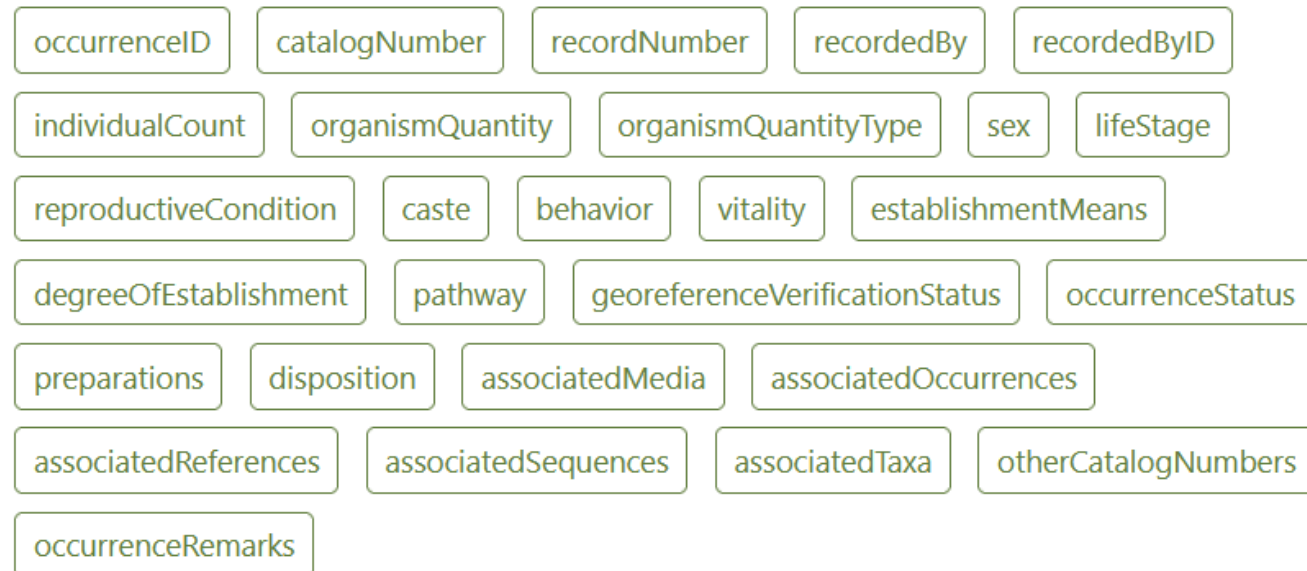 occurrenceID catalogNumber recordNumber recordedBy recordedByID
individualCount organismQuantity organismQuantityType sex lifeStage
reproductiveCondition caste behavior vitality establishmentMeans
degreeOfEstablishment pathway georeferenceVerificationStatus occurrenceStatus
preparations disposition associatedMedia associatedOccurrences
associatedReferences associatedSequences associatedTaxa otherCatalogNumbers
occurrenceRemarks